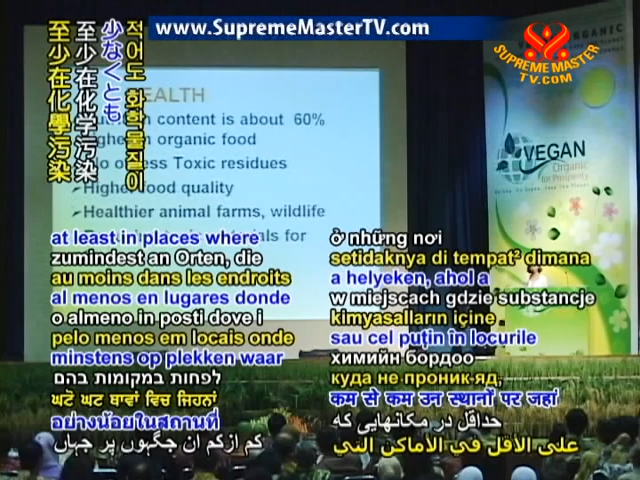 www.SupremeMasterTV.com
SUPREME MASTER
TV.COM
적어도 화학물질이
少なくとも
至少在化学污染
至少在化學污染
HEALTH
content is about 60%
in organic food
Toxic residues
➤Higher food quality
➤Healthier animal farms, wildlife
for
VEGAN
Organic
for Prosperity
at least in places where
zumindest an Orten, die
au moins dans les endroits
al menos en lugares donde
o almeno in posti dove i
pelo menos em locais onde
minstens op plekken waar
לפחות במקומות בהם
ਘਟੋ ਘਟ ਥਾਵਾਂ ਵਿਚ ਜਿਹਨਾਂ
อย่างน้อยในสถานที่
کم از کم ان جگہوں پر جہاں
ở những nơi
setidaknya di tempat² dimana
a helyeken, ahol a
w miejscach gdzie substancje
kimyasalların içine
sau cel puţin în locurile
химийн бордоо
куда не проник яд,
कम से कम उन स्थानों पर जहां
حداقل در مکانهایی که
على الأقل في الأماكن التي